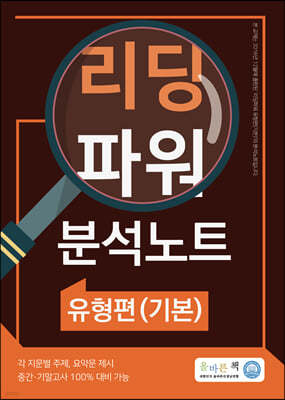 리딩
파워
분석노트
유형편(기본)
각 지문별 주제, 요약문 제시
중간·기말고사 100% 대비 가능
올바른 책